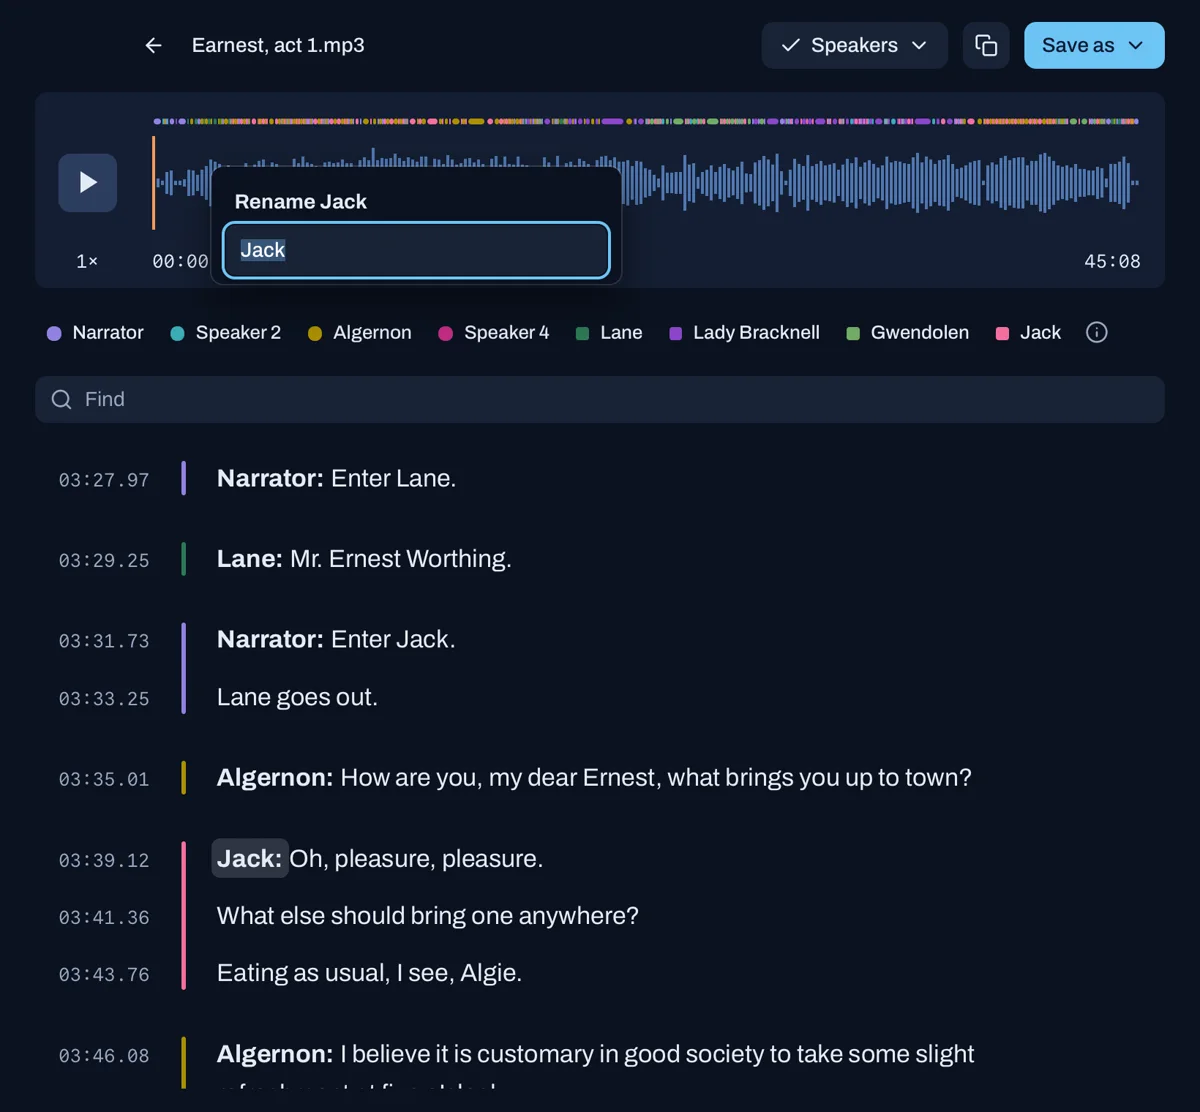 Earnest, act 1.mp3
Speakers
Save as
Rename Jack
Jack
1×
00:00
45:08
Narrator
Speaker 2
Algernon
Speaker 4
Lane
Lady Bracknell
Gwendolen
Jack
Find
03:27.97 Narrator: Enter Lane.
03:29.25 Lane: Mr. Ernest Worthing.
03:31.73 Narrator: Enter Jack.
03:33.25 Lane goes out.
03:35.01 Algernon: How are you, my dear Ernest, what brings you up to town?
03:39.12 Jack: Oh, pleasure, pleasure.
03:41.36 What else should bring one anywhere?
03:43.76 Eating as usual, I see, Algie.
03:46.08 Algernon: I believe it is customary in good society to take some slight